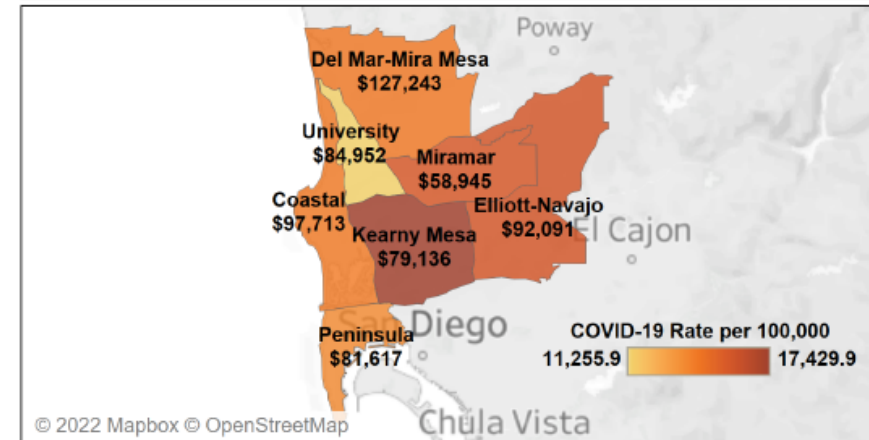 Poway
Del Mar-Mira Mesa
$127,243
University
$84,952
Miramar
$58,945
Coastal
$97,713
Elliott-Navajo
$92,091
El Cajon
Kearny Mesa
$79,136
San Diego
Peninsula
$81,617
COVID-19 Rate per 100,000
11,255.9 17,429.9
© 2022 Mapbox © OpenStreetMap
Chula Vista